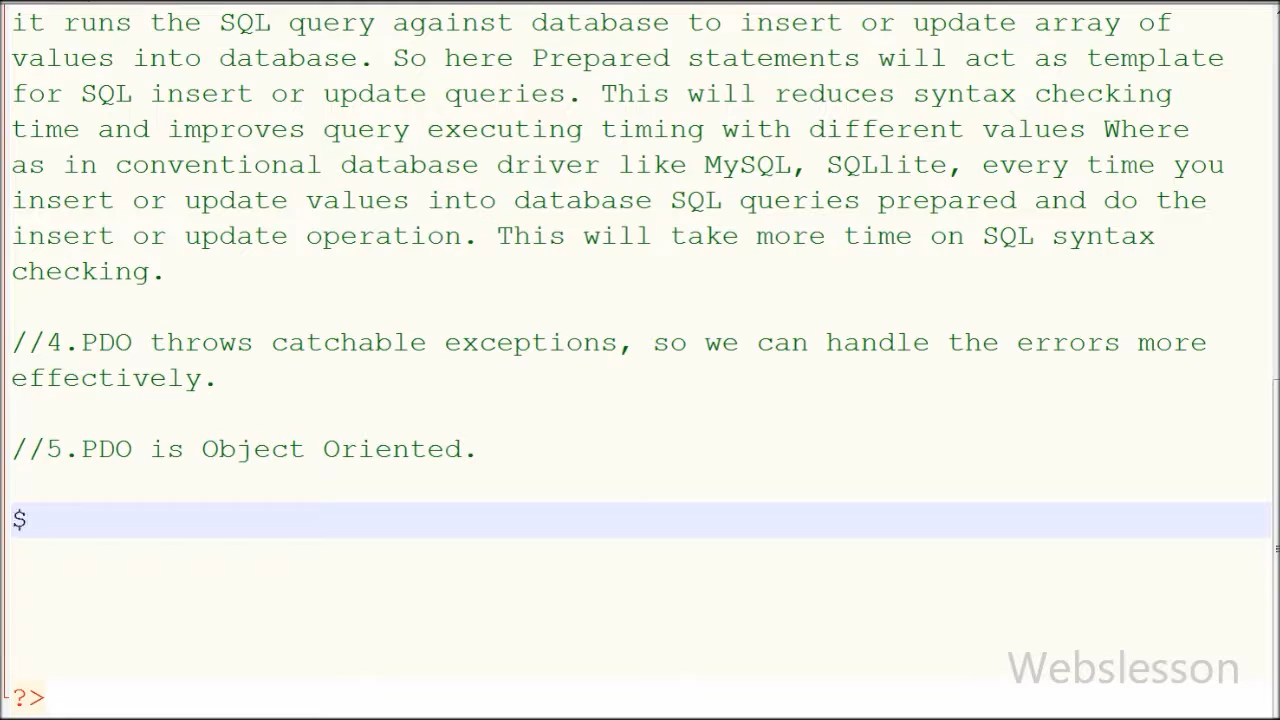 it runs the SQL query against database to insert or update array of
values into database. So here Prepared statements will act as template
for SQL insert or update queries. This will reduces syntax checking
time and improves query executing timing with different values Where
as in conventional database driver like MySQL, SQLlite, every time you
insert or update values into database SQL queries prepared and do the
insert or update operation. This will take more time on SQL syntax
checking.
//4.PDO throws catchable exceptions, so we can handle the errors more
effectively.
//5.PDO is Object Oriented.
$
Webslesson
?>